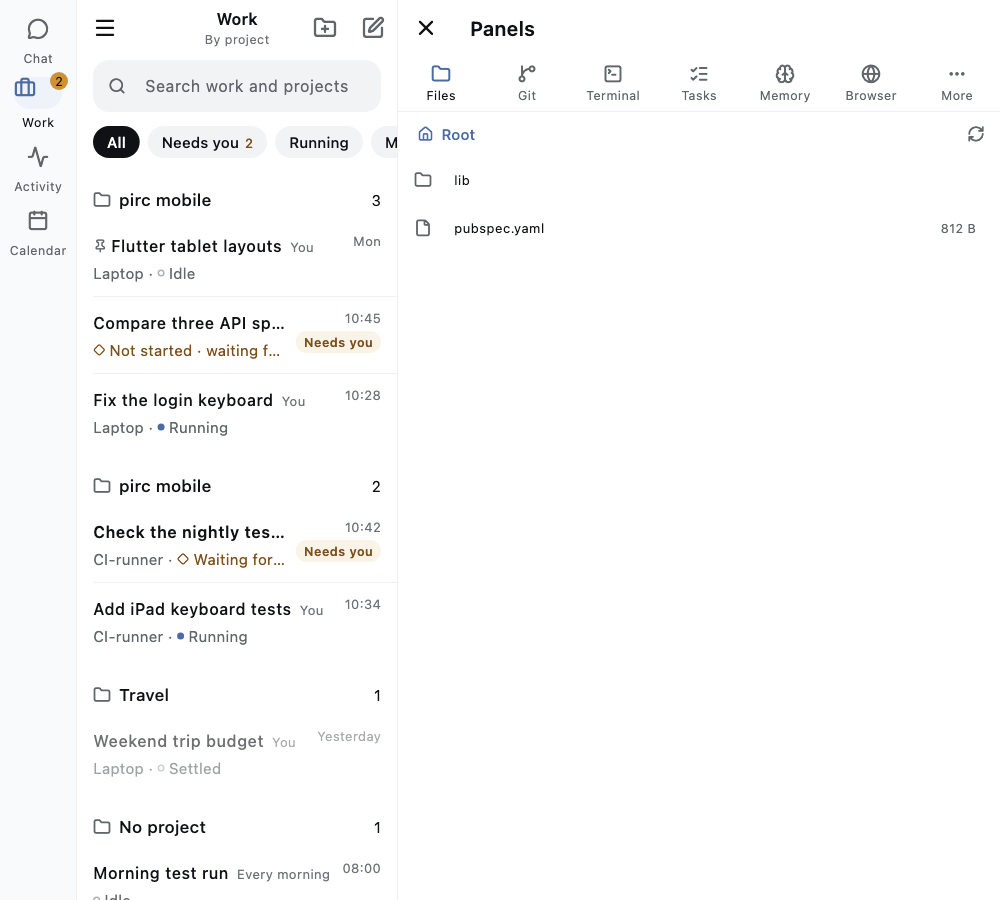 Chat
2
Work
Activity
Calendar
Work
By project
Search work and projects
All
Needs you 2
Running
M
pirc mobile 3
Flutter tablet layouts You Mon
Laptop · Idle
Compare three API sp... 10:45
Not started · waiting f... Needs you
Fix the login keyboard You 10:28
Laptop · Running
pirc mobile 2
Check the nightly tes... 10:42
CI-runner · Waiting for... Needs you
Add iPad keyboard tests You 10:34
CI-runner · Running
Travel 1
Weekend trip budget You Yesterday
Laptop · Settled
No project 1
Morning test run Every morning 08:00
Idle
Panels
Files
Git
Terminal
Tasks
Memory
Browser
More
Root
lib
pubspec.yaml 812 B